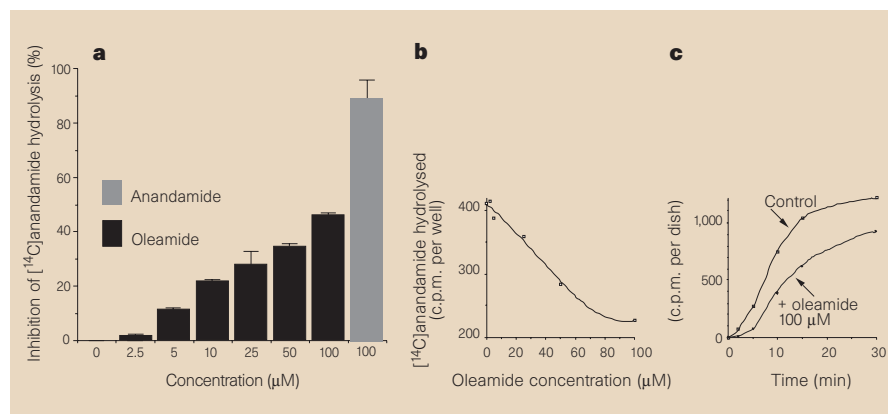 a
Inhibition of [¹⁴C]anandamide hydrolysis (%)
100
80
60
40
20
0
Anandamide
Oleamide
0 2.5 5 10 25 50 100 100
Concentration (µM)
b
[¹⁴C]anandamide hydrolysed
(c.p.m. per well)
400
300
200
0 20 40 60 80 100
Oleamide concentration (µM)
c
(c.p.m. per dish)
1,000
500
0
Control
+ oleamide
100 µM
0 10 20 30
Time (min)